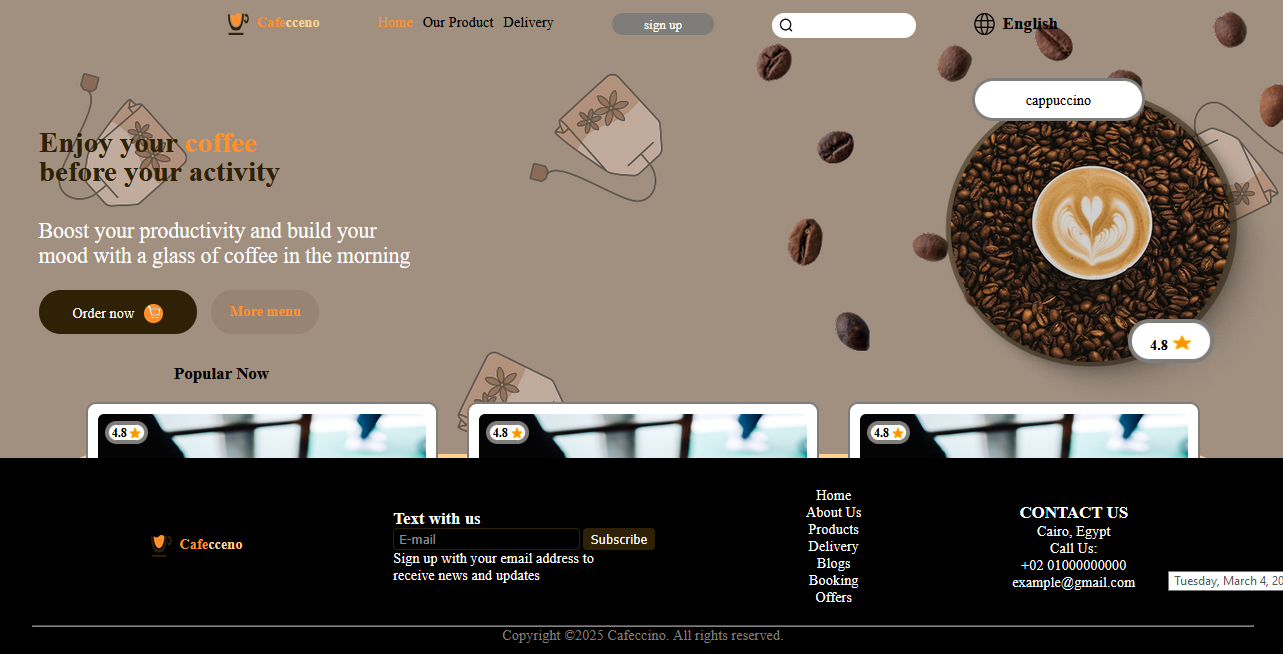 Cafecceno
Home Our Product Delivery
sign up
English
cappuccino
Enjoy your coffee
before your activity
Boost your productivity and build your
mood with a glass of coffee in the morning
Order now
More menu
4.8
Popular Now
4.8
4.8
4.8
Cafecceno
Text with us
E-mail
Subscribe
Sign up with your email address to
receive news and updates
Home
About Us
Products
Delivery
Blogs
Booking
Offers
CONTACT US
Cairo, Egypt
Call Us:
+02 01000000000
example@gmail.com
Tuesday, March 4, 20
Copyright ©2025 Cafeccino. All rights reserved.